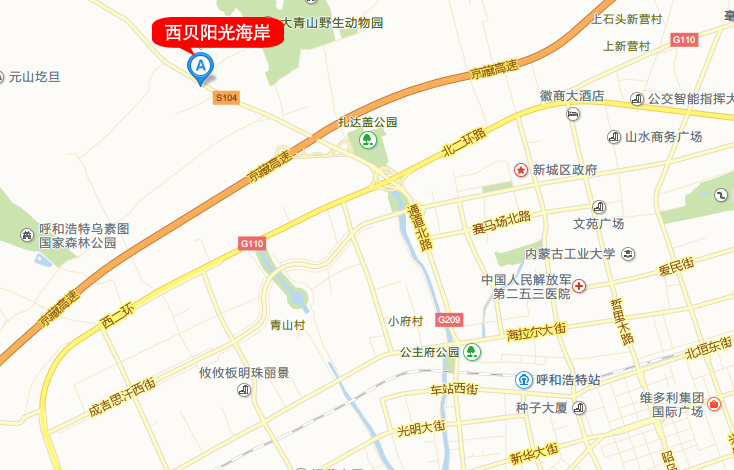 大青山野生动物园
上石头新营村
西贝阳光海岸
G110
上新营村
A
京藏高速
元山圪旦
徽商大酒店
S104
公交智能指挥大
扎达盖公园
北二环路
山水商务广场
京藏高速
新城区政府
通道北路
赛马场北路
文苑广场
呼和浩特乌素图
国家森林公园
G110
内蒙古工业大学
爱民街
中国人民解放军
第二五三医院
京藏高速
西二环
哲里木路
青山村
小府村
G209
海拉尔大街
公主府公园
北垣东街
攸攸板明珠丽景
呼和浩特站
成吉思汗西街
车站西街
维多利集团
国际广场
种子大厦
光明大街
新华大街